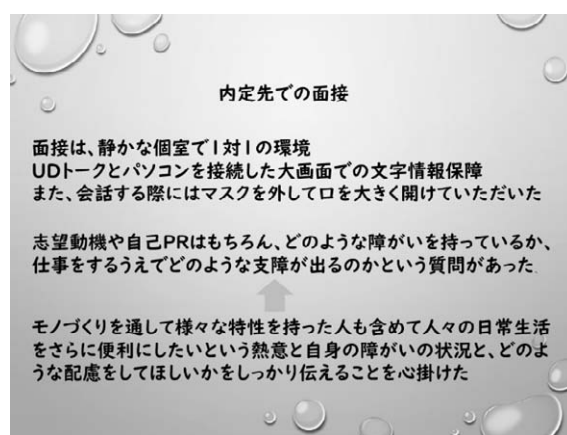 内定先での面接
面接は、静かな個室で1対1の環境
UDトークとパソコンを接続した大画面での文字情報保障
また、会話する際にはマスクを外して口を大きく開けていただいた
志望動機や自己PRはもちろん、どのような障がいを持っているか、
仕事をするうえでどのような支障が出るのかという質問があった.
モノづくりを通して様々な特性を持った人も含めて人々の日常生活
をさらに便利にしたいという熱意と自身の障がいの状況と、どのよ
うな配慮をしてほしいかをしっかり伝えることを心掛けた